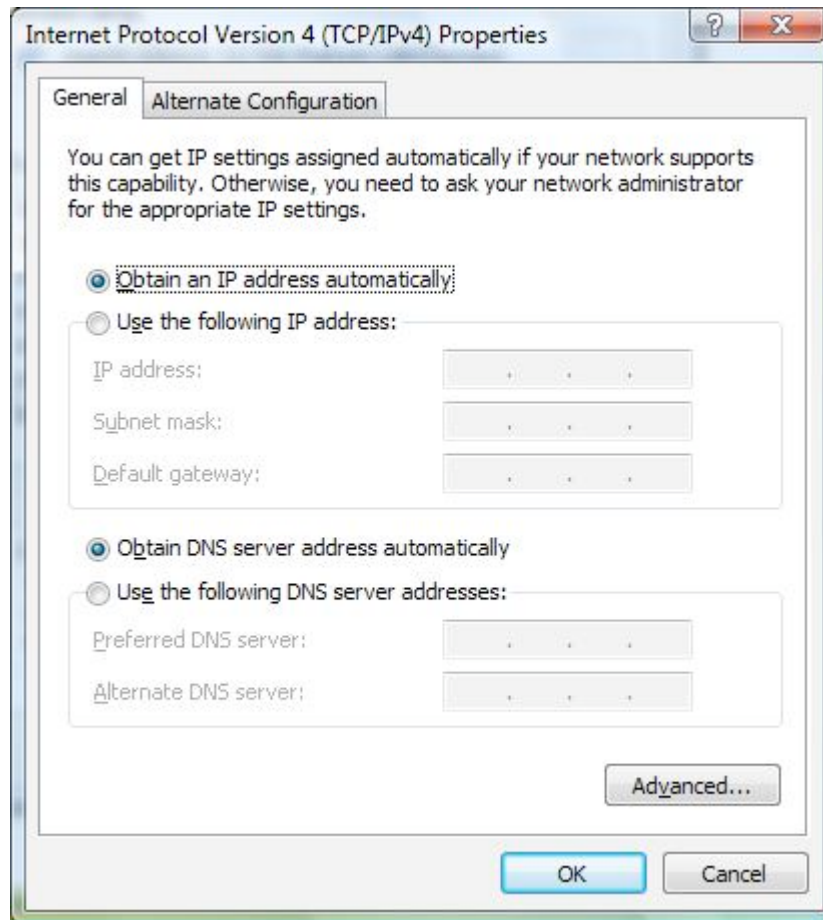 Internet Protocol Version 4 (TCP/IPv4) Properties
General
Alternate Configuration
You can get IP settings assigned automatically if your network supports
this capability. Otherwise, you need to ask your network administrator
for the appropriate IP settings.
Obtain an IP address automatically
Use the following IP address:
IP address:
Subnet mask:
Default gateway:
Obtain DNS server address automatically
Use the following DNS server addresses:
Preferred DNS server:
Alternate DNS server:
Advanced...
OK
Cancel